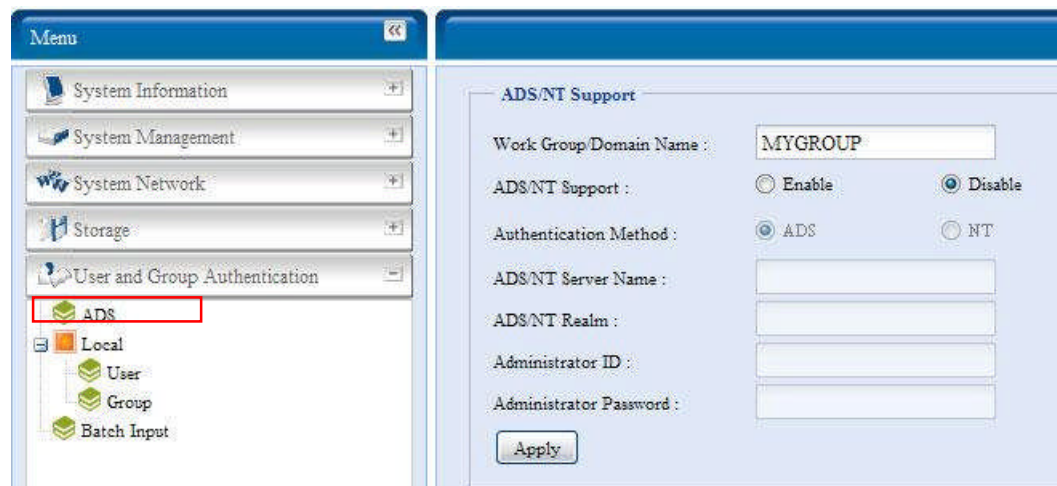 Menu
System Information
System Management
System Network
Storage
User and Group Authentication
ADS
Local
User
Group
Batch Input
ADS/NT Support
Work Group/Domain Name : MYGROUP
ADS/NT Support : Enable Disable
Authentication Method : ADS NT
ADS/NT Server Name :
ADS/NT Realm :
Administrator ID :
Administrator Password :
Apply